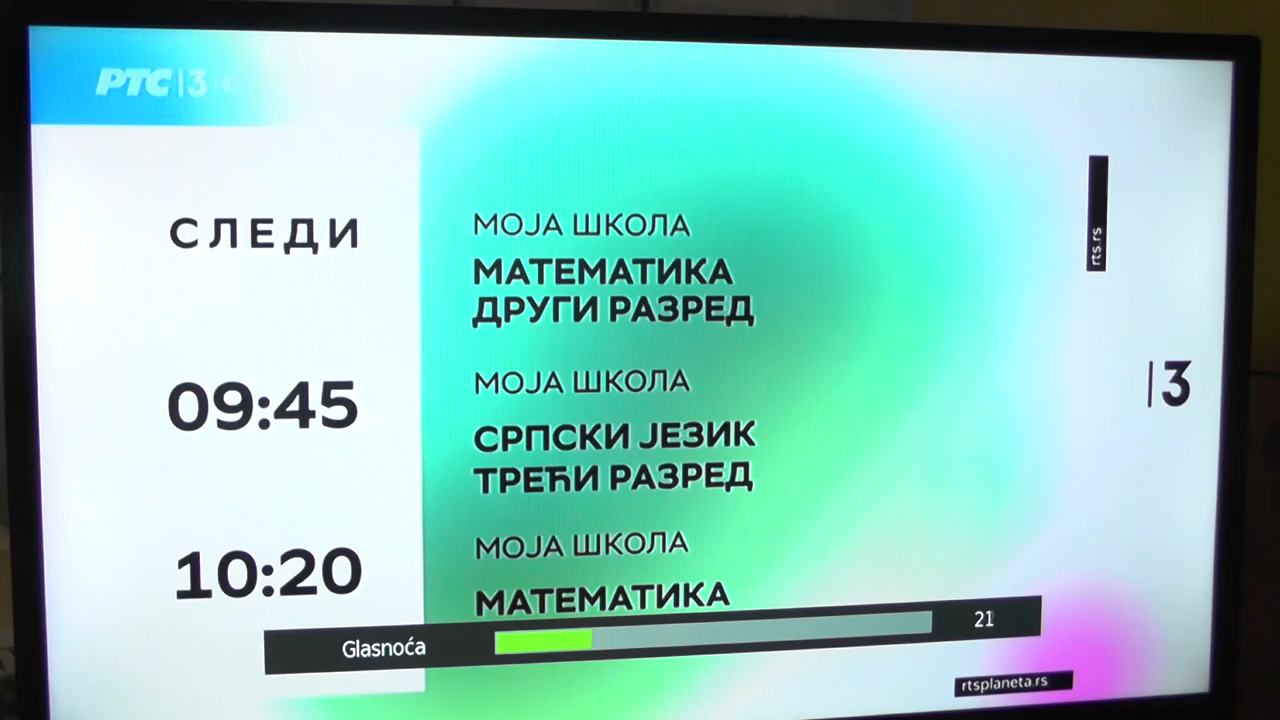 РТС|3 HD
rts.rs
СЛЕДИ
МОЈА ШКОЛА
МАТЕМАТИКА
ДРУГИ РАЗРЕД
09:45
МОЈА ШКОЛА
СРПСКИ ЈЕЗИК
ТРЕЋИ РАЗРЕД
|3
10:20
МОЈА ШКОЛА
МАТЕМАТИКА
Glasnoća 21
rtsplaneta.rs